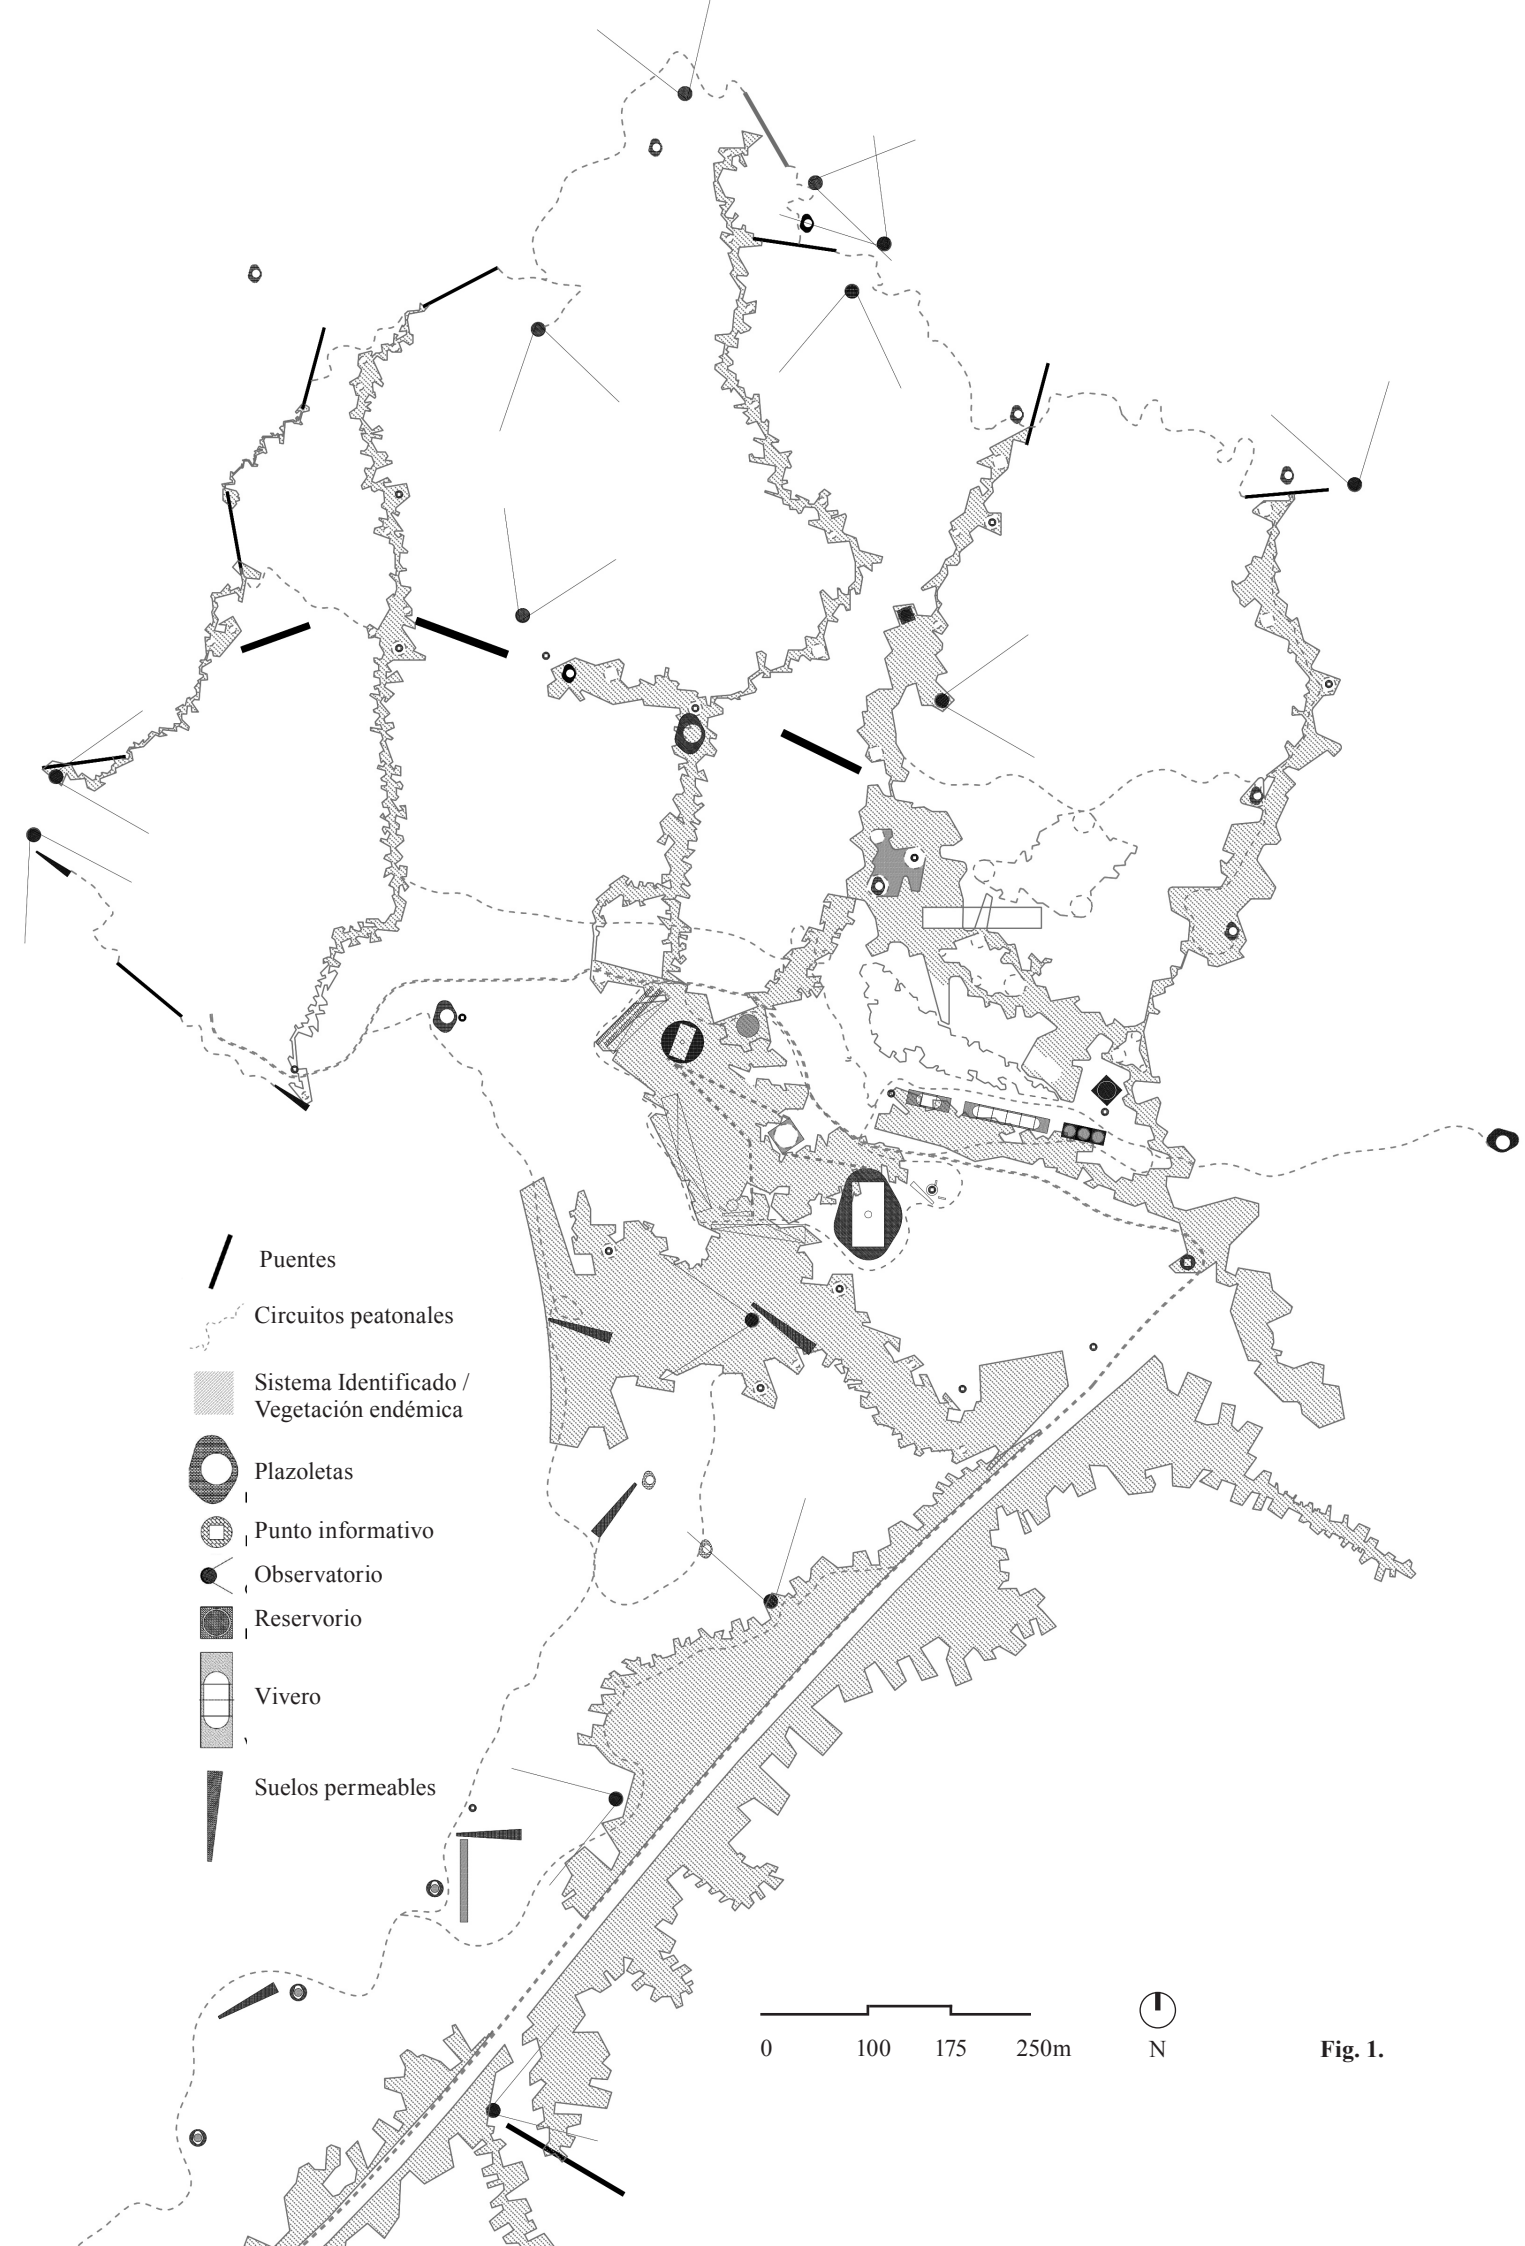 Puentes
Circuitos peatonales
Sistema Identificado /
Vegetación endémica
Plazoletas
Punto informativo
Observatorio
Reservorio
Vivero
Suelos permeables
0 100 175 250m
N
Fig. 1.